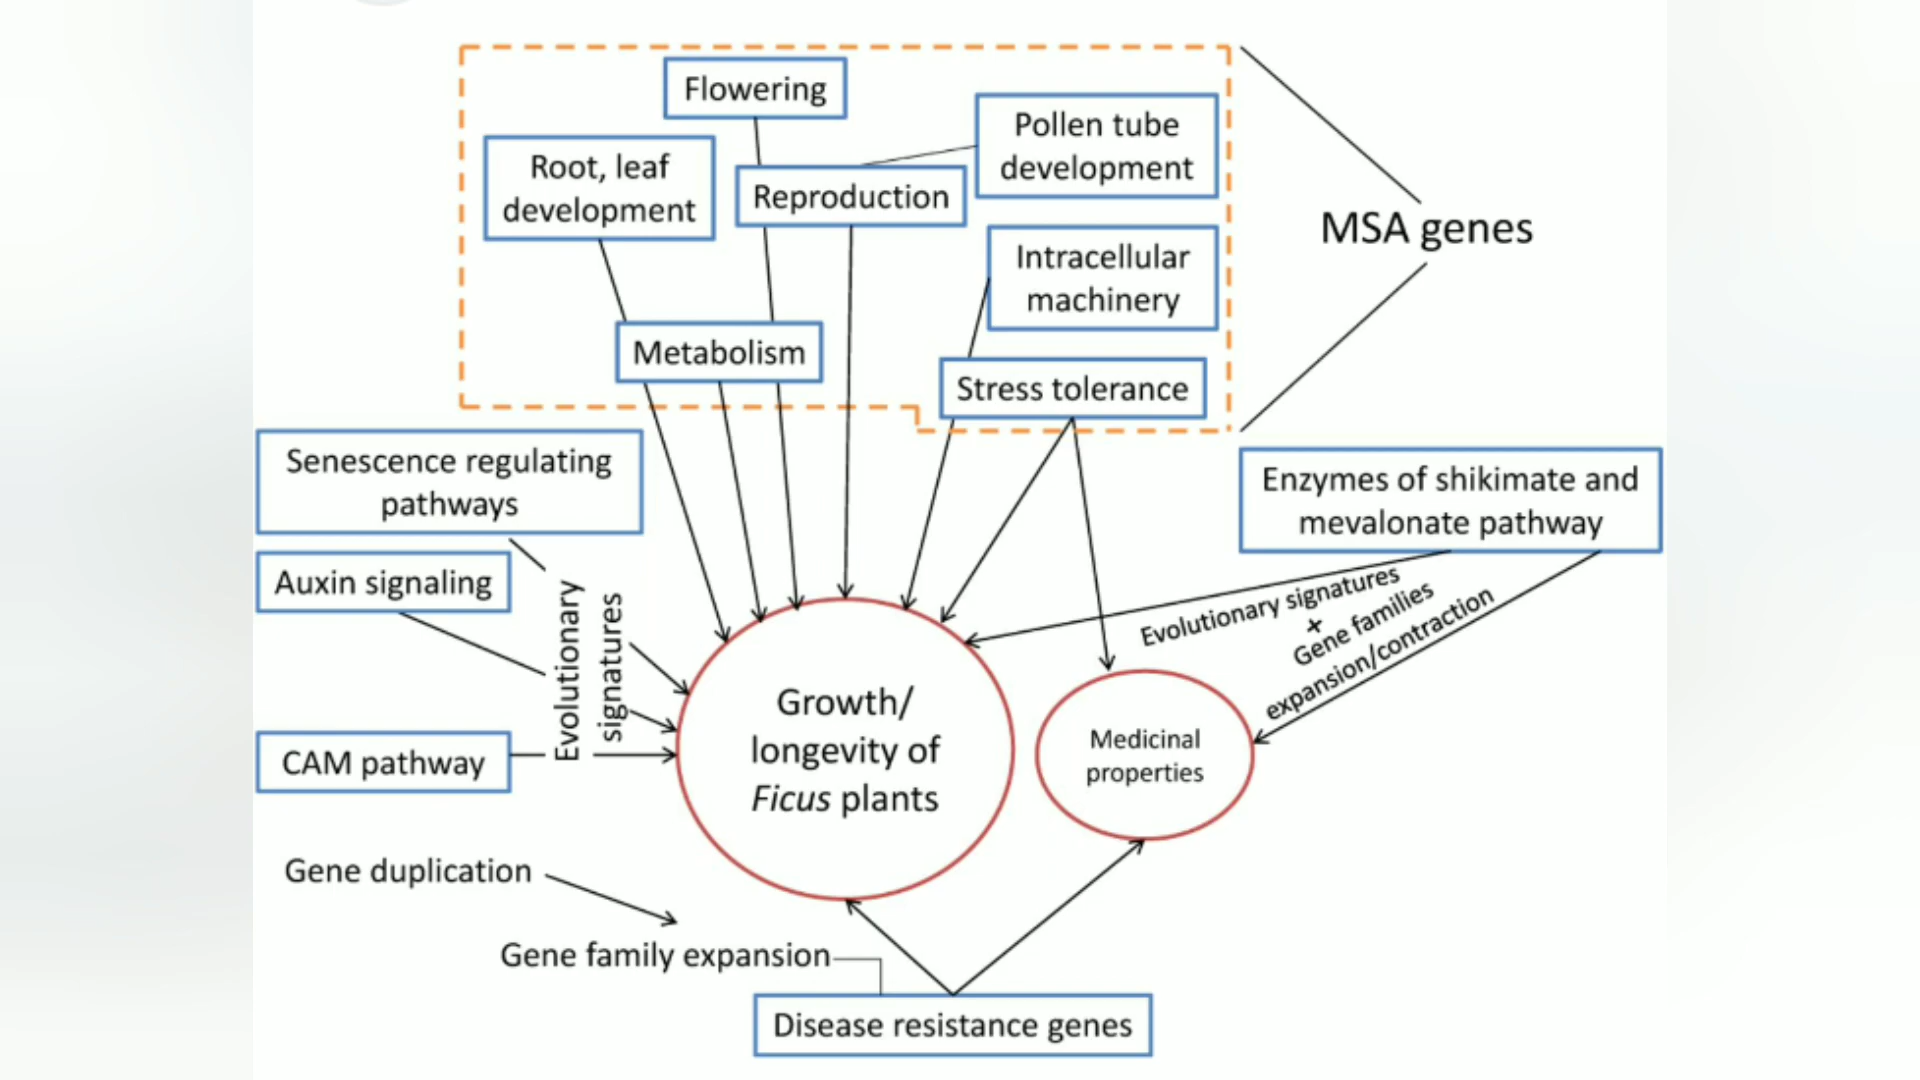 Flowering
Pollen tube
development
Root, leaf
development
Reproduction
MSA genes
Intracellular
machinery
Metabolism
Stress tolerance
Senescence regulating
pathways
Enzymes of shikimate and
mevalonate pathway
Auxin signaling
Evolutionary
signatures
Evolutionary signatures
+
Gene families
expansion/contraction
CAM pathway
Growth/
longevity of
Ficus plants
Medicinal
properties
Gene duplication
Gene family expansion
Disease resistance genes